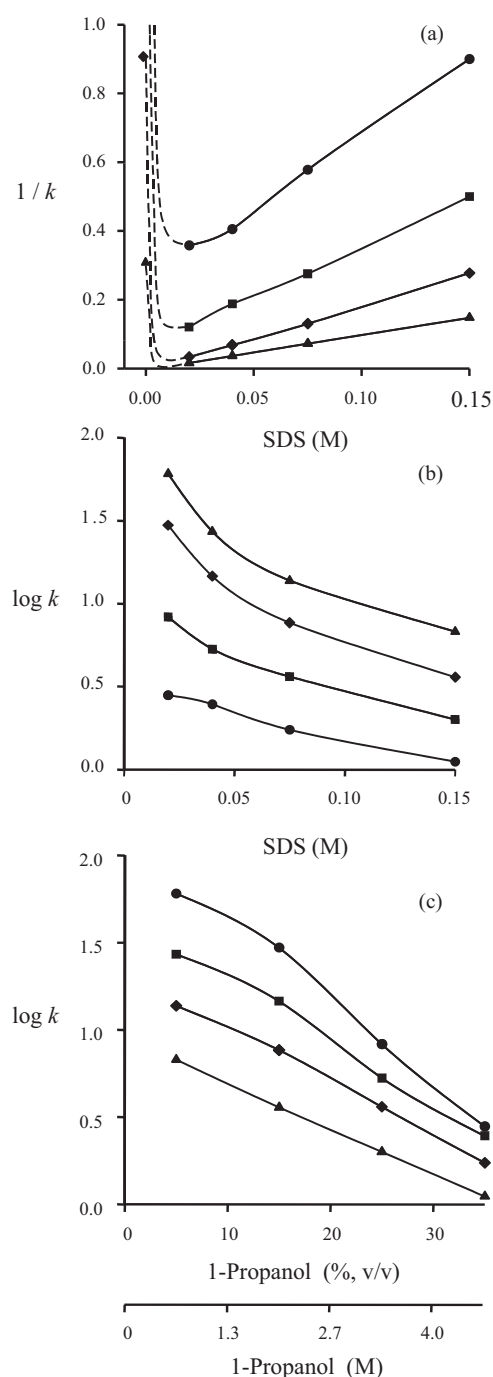 (a)
1.0
0.8
0.6
1 / k
0.4
0.2
0.0
0.00 0.05 0.10 0.15
SDS (M)
(b)
2.0
1.5
log k
1.0
0.5
0.0
0 0.05 0.10 0.15
SDS (M)
(c)
2.0
1.5
log k
1.0
0.5
0.0
0 10 20 30
1-Propanol (%, v/v)
0 1.3 2.7 4.0
1-Propanol (M)